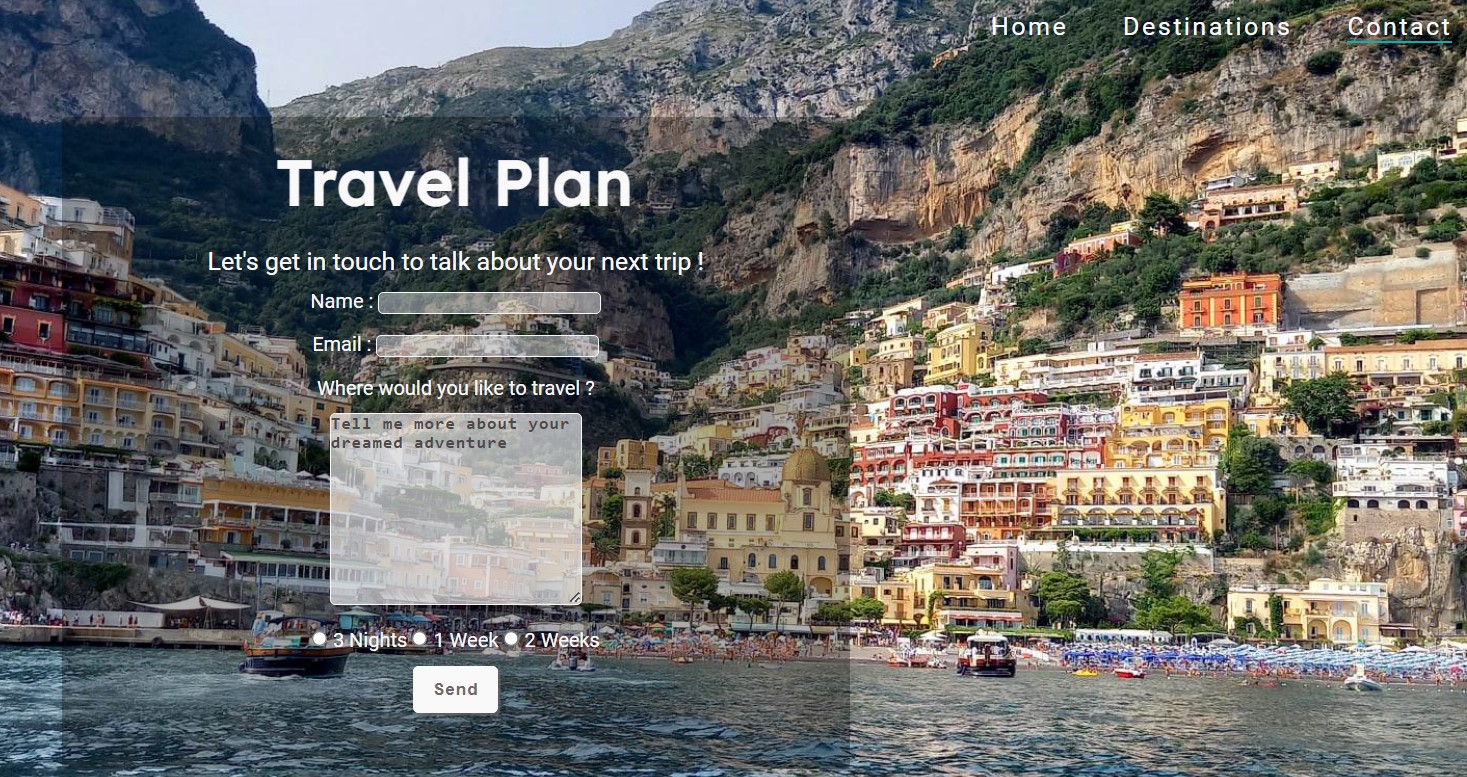 Home Destinations Contact
Travel Plan
Let's get in touch to talk about your next trip !
Name :
Email :
Where would you like to travel ?
Tell me more about your
dreamed adventure
3 Nights 1 Week 2 Weeks
Send